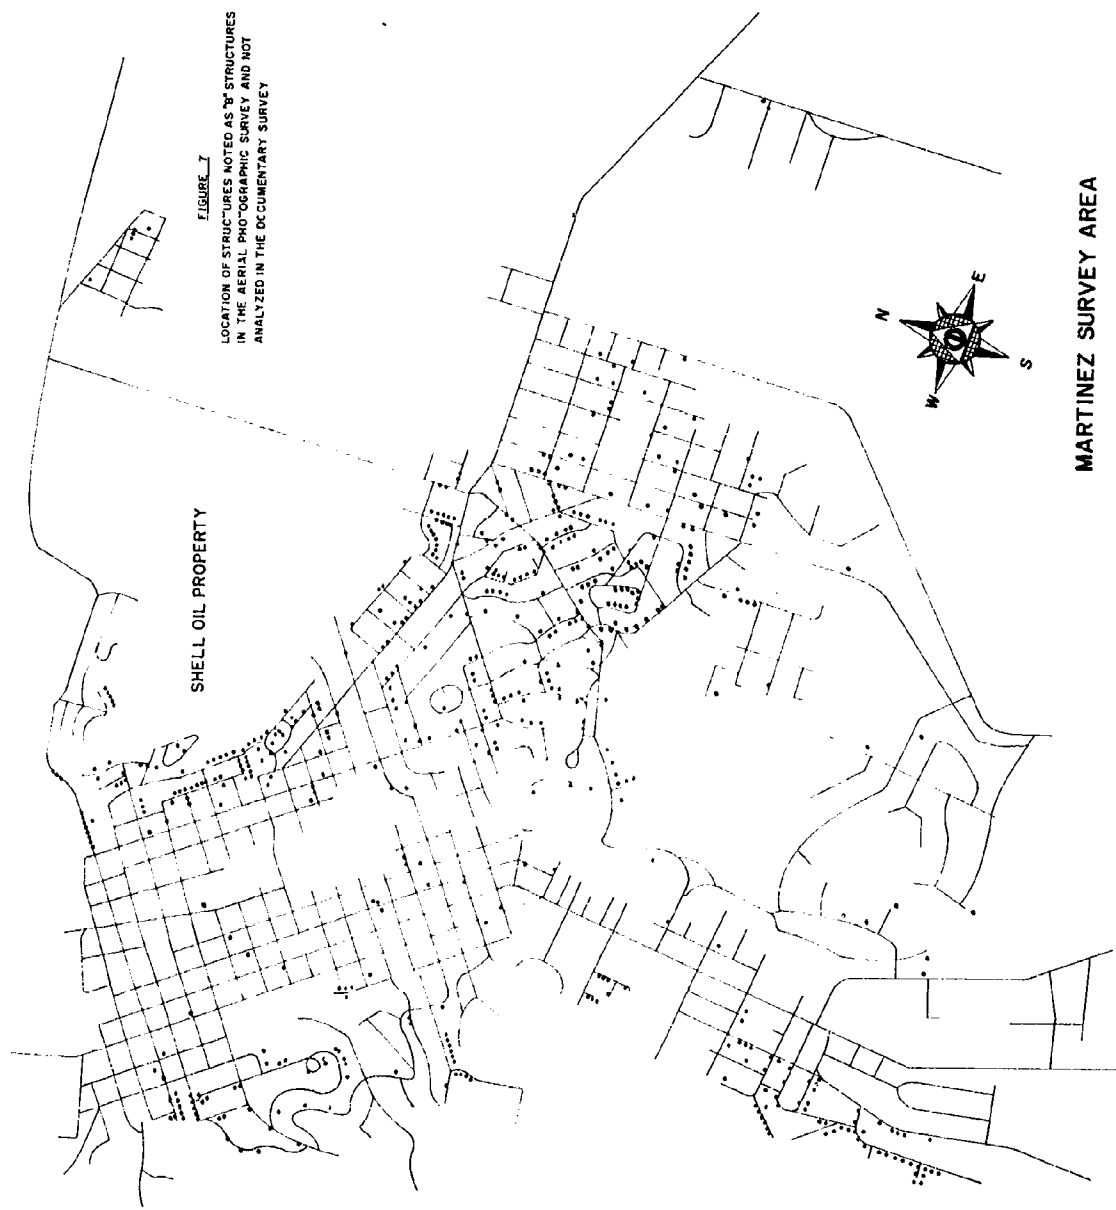 FIGURE 7
LOCATION OF STRUCTURES NOTED AS "B" STRUCTURES
IN THE AERIAL PHOTOGRAPHIC SURVEY AND NOT
ANALYZED IN THE DOCUMENTARY SURVEY
SHELL OIL PROPERTY
N
E
W
S
MARTINEZ SURVEY AREA